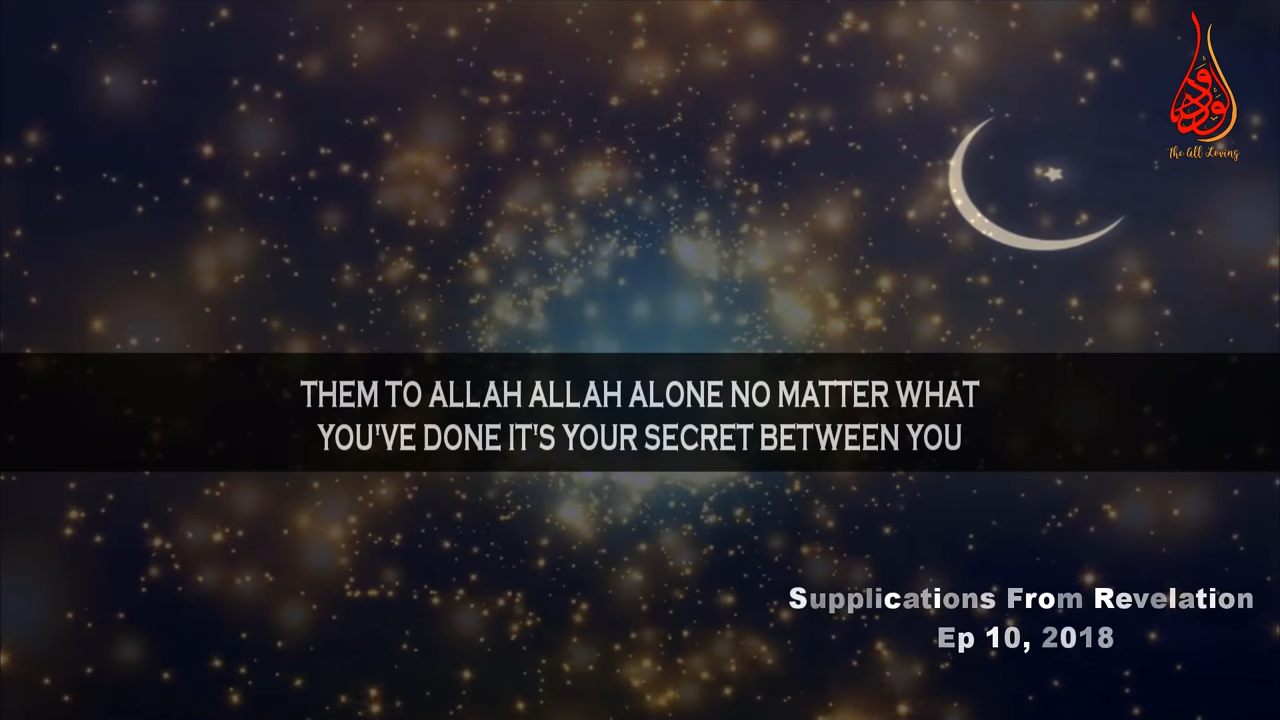 الودود
The All Loving
THEM TO ALLAH ALLAH ALONE NO MATTER WHAT
YOU'VE DONE IT'S YOUR SECRET BETWEEN YOU
Supplications From Revelation
Ep 10, 2018